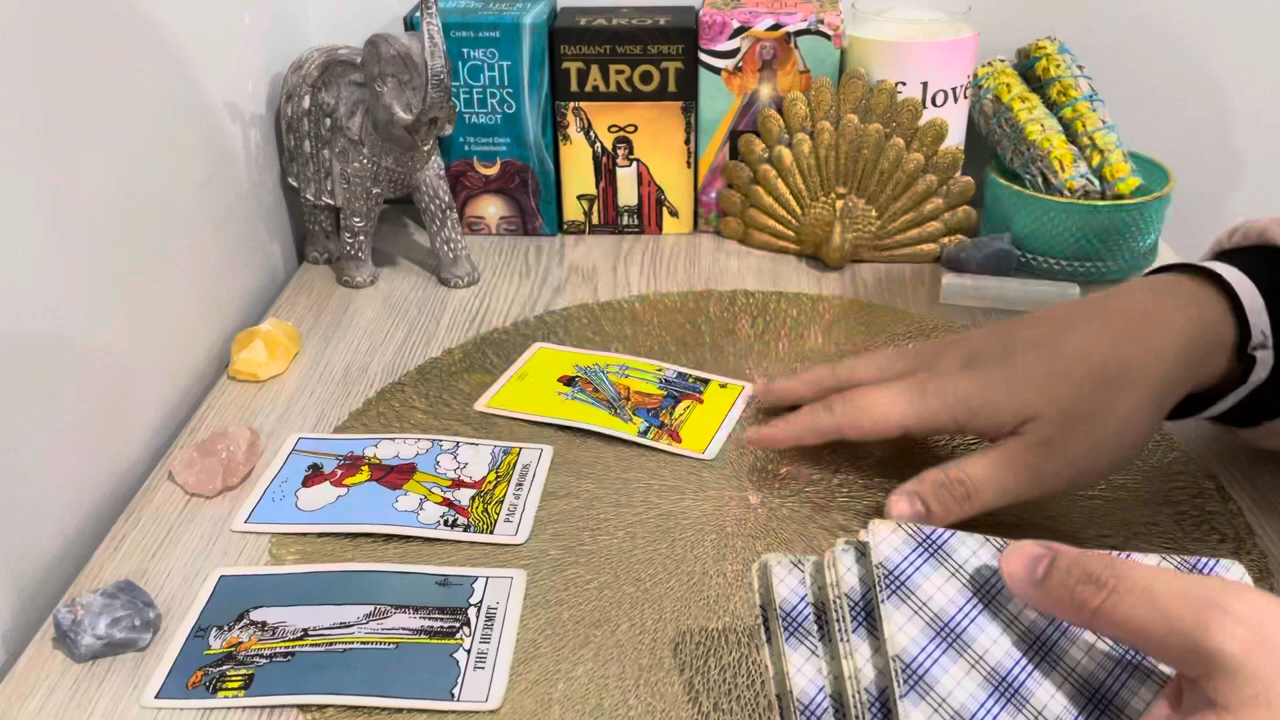 CHRIS-ANNE
THE
LIGHT
SEER'S
TAROT
A 78-Card Deck
& Guidebook
TAROT
RADIANT WISE SPIRIT
TAROT
love
PAGE of SWORDS.
IX
THE HERMIT.